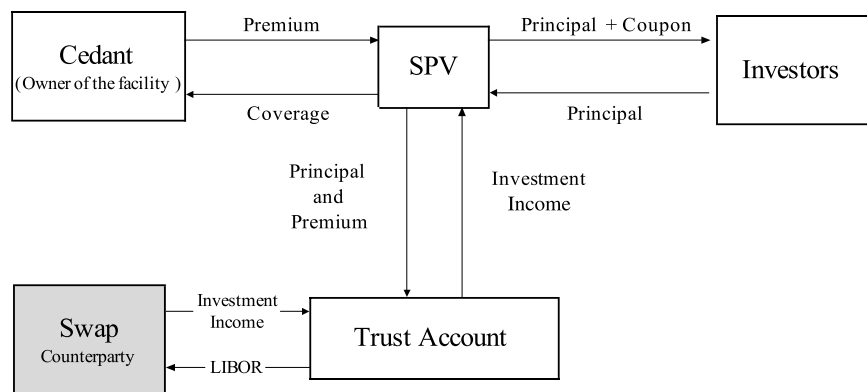 Premium
Principal + Coupon
Cedant
(Owner of the facility )
SPV
Investors
Coverage
Principal
Principal
and
Premium
Investment
Income
Swap
Counterparty
Investment
Income
LIBOR
Trust Account